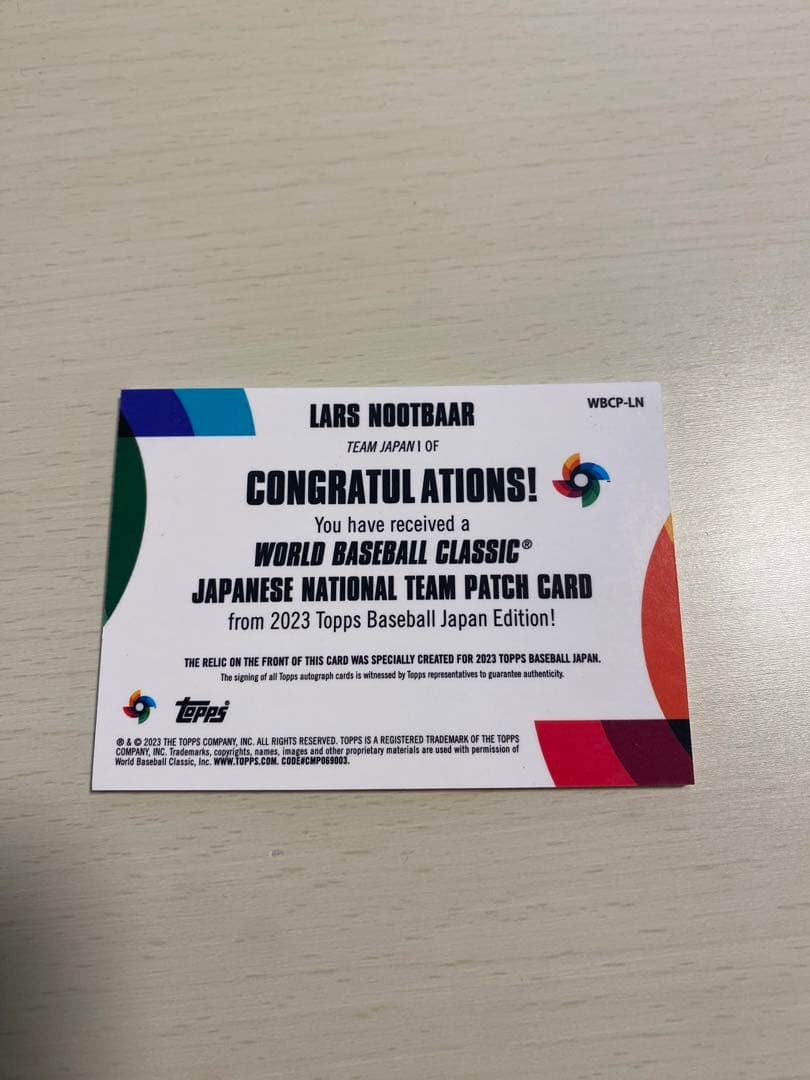 WBCP-LN
LARS NOOTBAAR
TEAM JAPAN | OF
CONGRATULATIONS!
You have received a
WORLD BASEBALL CLASSIC®
JAPANESE NATIONAL TEAM PATCH CARD
from 2023 Topps Baseball Japan Edition!
THE RELIC ON THE FRONT OF THIS CARD WAS SPECIALLY CREATED FOR 2023 TOPPS BASEBALL JAPAN.
The signing of all Topps autograph cards is witnessed by Topps representatives to guarantee authenticity.
Topps
® & © 2023 THE TOPPS COMPANY, INC. ALL RIGHTS RESERVED. TOPPS IS A REGISTERED TRADEMARK OF THE TOPPS
COMPANY, INC. Trademarks, copyrights, names, images and other proprietary materials are used with permission of
World Baseball Classic, Inc. WWW.TOPPS.COM. CODE#CMP069003.